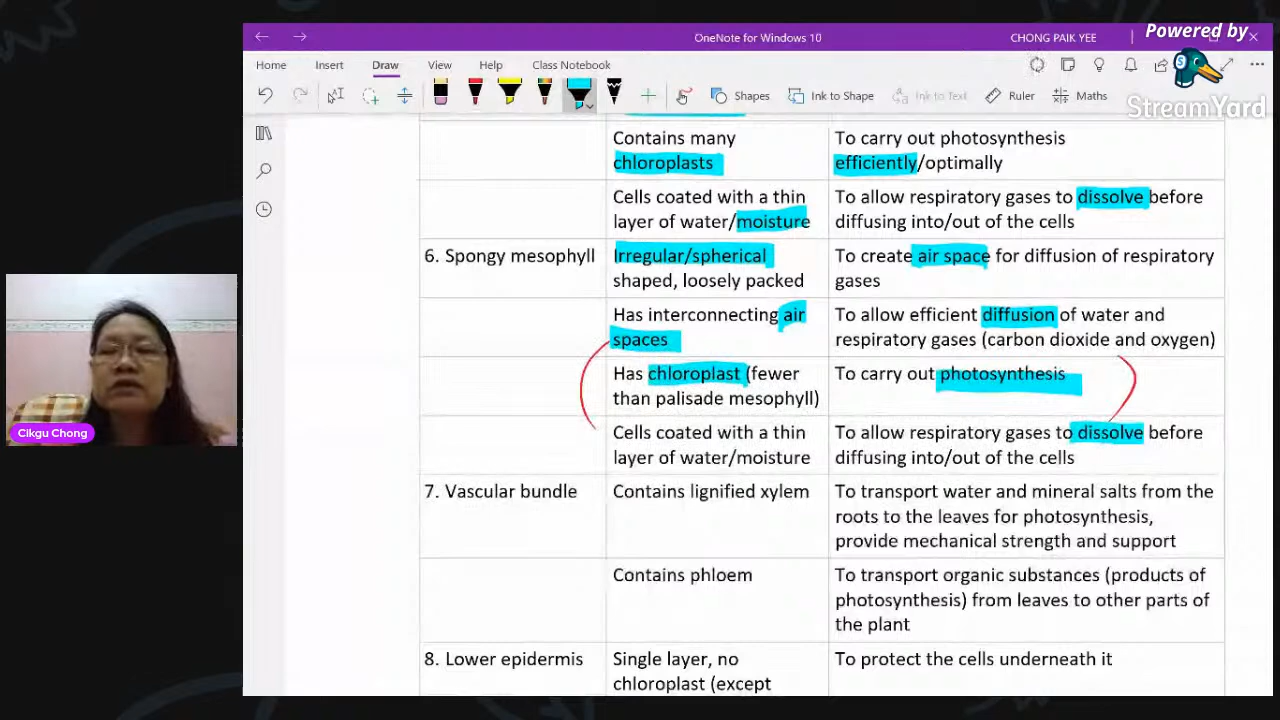 Powered by
StreamYard
OneNote for Windows 10
CHONG PAIK YEE
Home
Insert
Draw
View
Help
Class Notebook
Shapes
Ink to Shape
Ink to Text
Ruler
Maths
Contains many
chloroplasts
To carry out photosynthesis
efficiently/optimally
Cells coated with a thin
layer of water/moisture
To allow respiratory gases to dissolve before
diffusing into/out of the cells
6. Spongy mesophyll
Irregular/spherical
shaped, loosely packed
To create air space for diffusion of respiratory
gases
Has interconnecting air
spaces
To allow efficient diffusion of water and
respiratory gases (carbon dioxide and oxygen)
Has chloroplast (fewer
than palisade mesophyll)
To carry out photosynthesis
Cells coated with a thin
layer of water/moisture
To allow respiratory gases to dissolve before
diffusing into/out of the cells
7. Vascular bundle
Contains lignified xylem
To transport water and mineral salts from the
roots to the leaves for photosynthesis,
provide mechanical strength and support
Contains phloem
To transport organic substances (products of
photosynthesis) from leaves to other parts of
the plant
8. Lower epidermis
Single layer, no
chloroplast (except
To protect the cells underneath it
Cikgu Chong